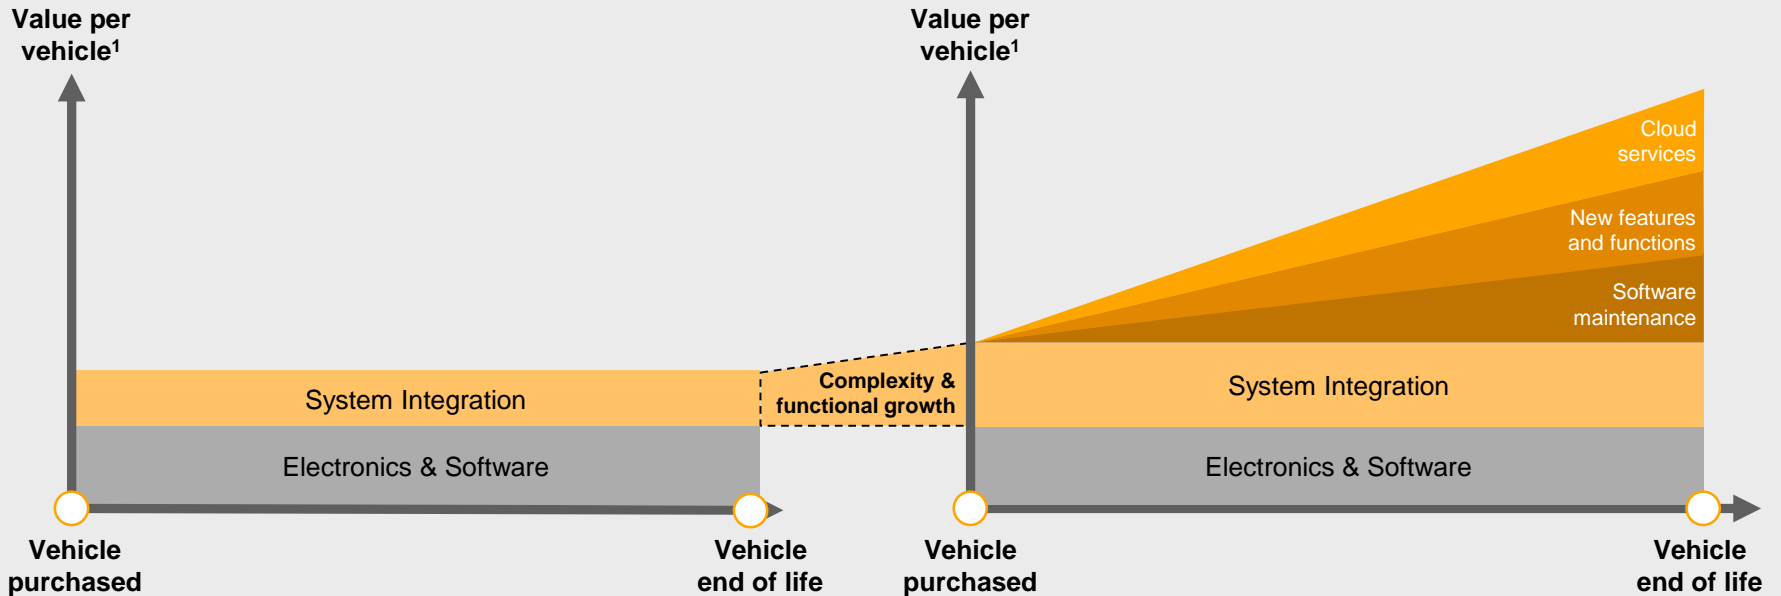 Value per
vehicle¹
System Integration
Electronics & Software
Vehicle
purchased
Vehicle
end of life
Complexity &
functional growth
Value per
vehicle¹
Cloud
services
New features
and functions
Software
maintenance
System Integration
Electronics & Software
Vehicle
purchased
Vehicle
end of life